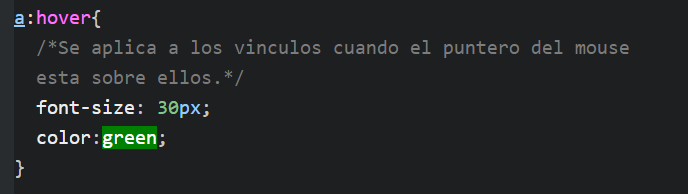 a:hover{
/*Se aplica a los vinculos cuando el puntero del mouse
esta sobre ellos.*/
font-size: 30px;
color:green;
}